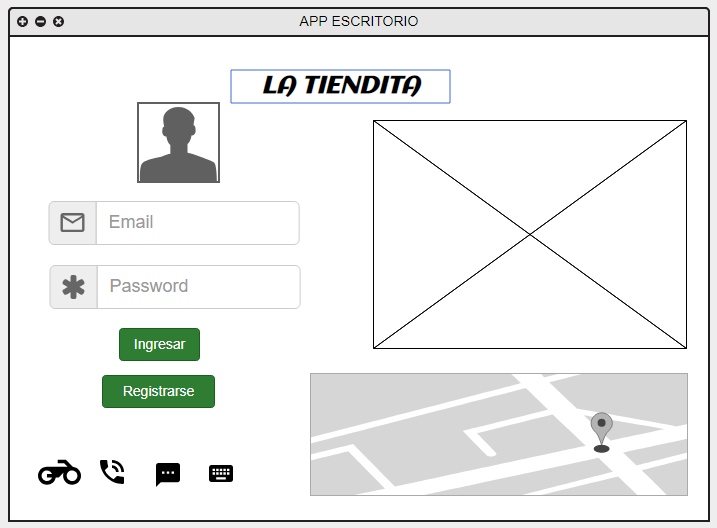 APP ESCRITORIO
LA TIENDITA
Email
Password
Ingresar
Registrarse